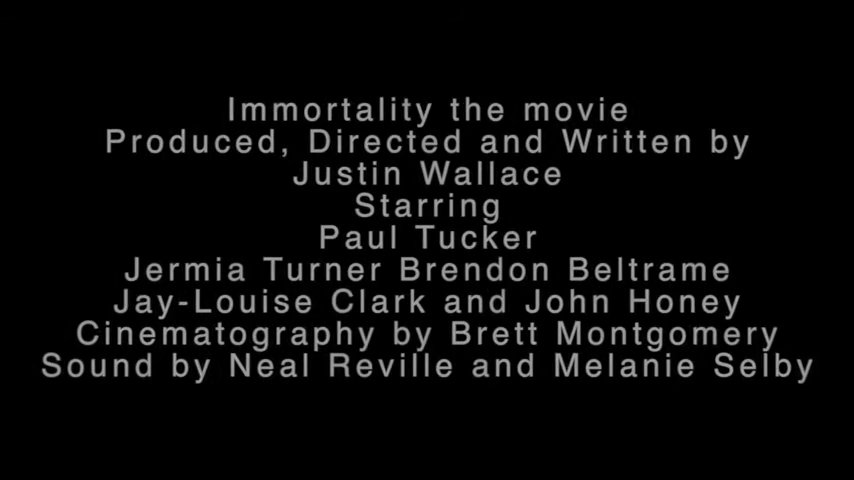 Immortality the movie
Produced, Directed and Written by
Justin Wallace
Starring
Paul Tucker
Jermia Turner Brendon Beltrame
Jay-Louise Clark and John Honey
Cinematography by Brett Montgomery
Sound by Neal Reville and Melanie Selby